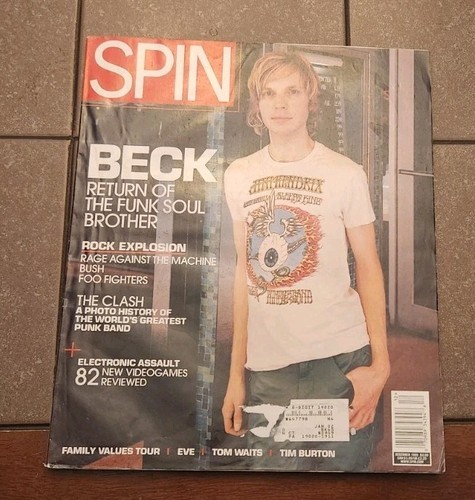 SPIN
BECK
RETURN OF
THE FUNK SOUL
BROTHER
ROCK EXPLOSION
RAGE AGAINST THE MACHINE
BUSH
FOO FIGHTERS
THE CLASH
A PHOTO HISTORY OF
THE WORLD'S GREATEST
PUNK BAND
+
ELECTRONIC ASSAULT
82 NEW VIDEOGAMES
REVIEWED
FAMILY VALUES TOUR | EVE | TOM WAITS | TIM BURTON